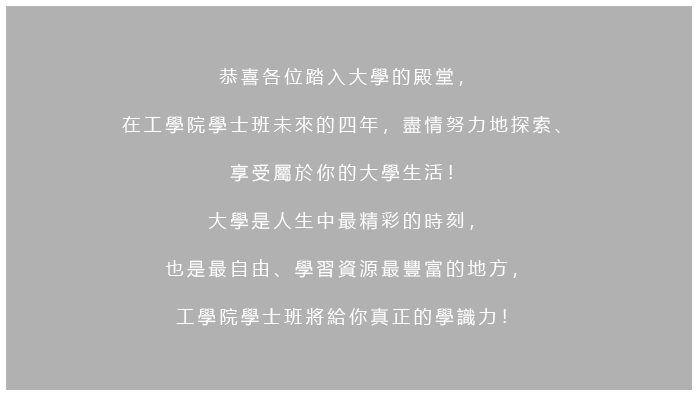 恭喜各位踏入大學的殿堂，
在工學院學士班未來的四年，盡情努力地探索、
享受屬於你的大學生活！
大學是人生中最精彩的時刻，
也是最自由、學習資源最豐富的地方，
工學院學士班將給你真正的學識力！